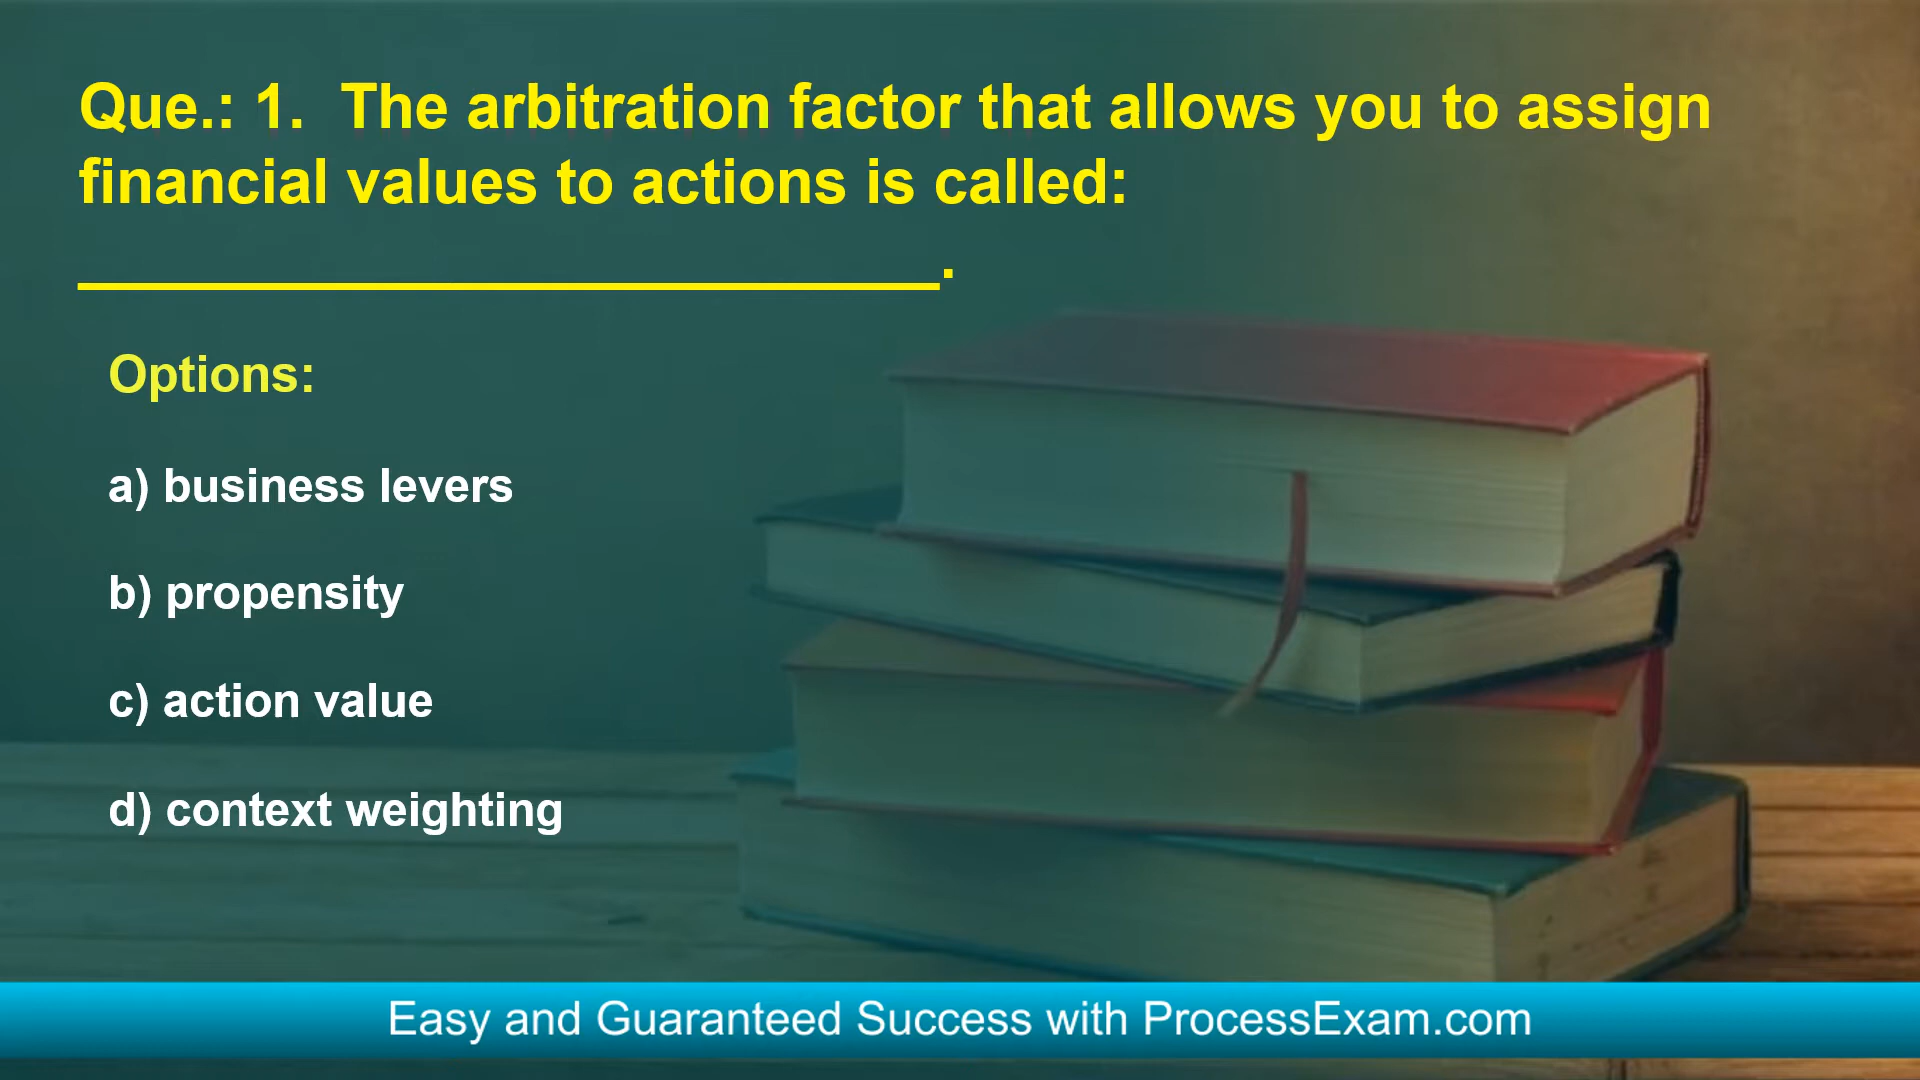 Que.: 1.  The arbitration factor that allows you to assign
financial values to actions is called:
_________________________.
Options:
a) business levers
b) propensity
c) action value
d) context weighting
Easy and Guaranteed Success with ProcessExam.com